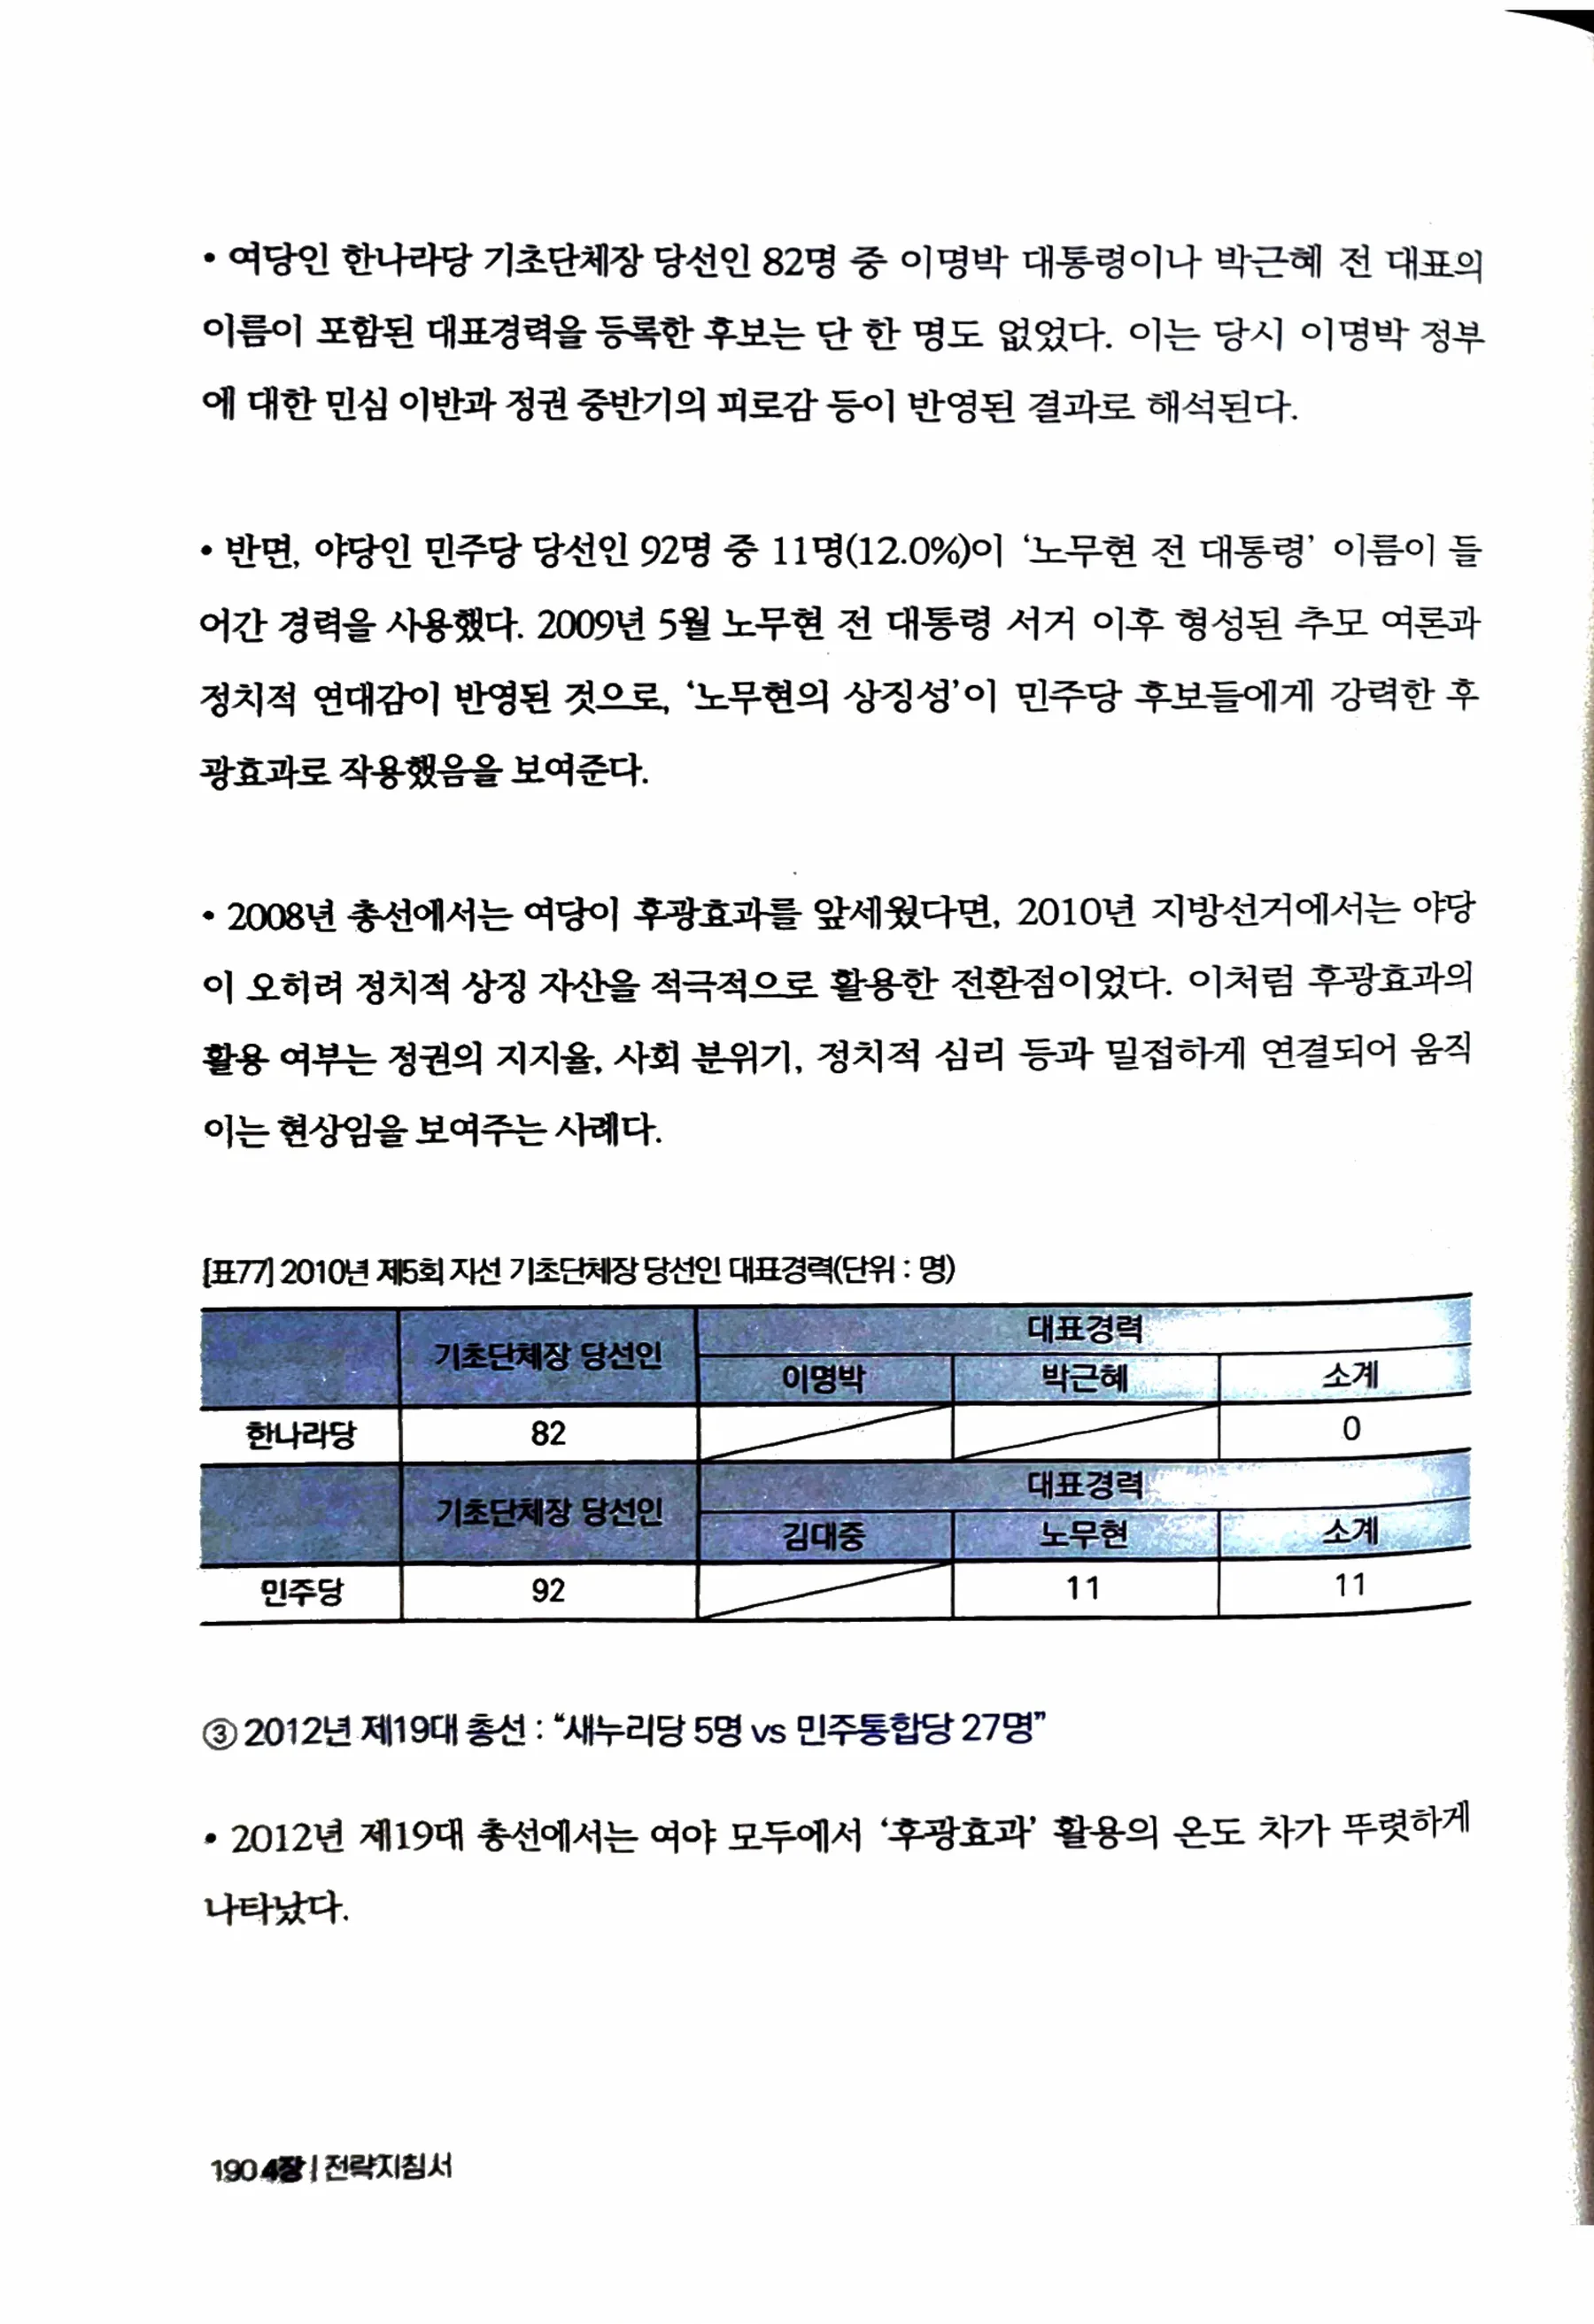 • 여당인 한나라당 기초단체장 당선인 82명 중 이명박 대통령이나 박근혜 전 대표의
이름이 포함된 대표경력을 등록한 후보는 단 한 명도 없었다. 이는 당시 이명박 정부
에 대한 민심 이반과 정권 중반기의 피로감 등이 반영된 결과로 해석된다.
• 반면, 야당인 민주당 당선인 92명 중 11명(12.0%)이 ‘노무현 전 대통령’ 이름이 들
어간 경력을 사용했다. 2009년 5월 노무현 전 대통령 서거 이후 형성된 추모 여론과
정치적 연대감이 반영된 것으로, ‘노무현의 상징성’이 민주당 후보들에게 강력한 후
광효과로 작용했음을 보여준다.
• 2008년 총선에서는 여당이 후광효과를 앞세웠다면, 2010년 지방선거에서는 야당
이 오히려 정치적 상징 자산을 적극적으로 활용한 전환점이었다. 이처럼 후광효과의
활용 여부는 정권의 지지율, 사회 분위기, 정치적 심리 등과 밀접하게 연결되어 움직
이는 현상임을 보여주는 사례다.
[표77] 2010년 제5회 지선 기초단체장 당선인 대표경력(단위 : 명)
기초단체장 당선인 대표경력
이명박 박근혜 소계
한나라당 82 0
기초단체장 당선인 대표경력
김대중 노무현 소계
민주당 92 11 11
③ 2012년 제19대 총선 : “새누리당 5명 vs 민주통합당 27명”
• 2012년 제19대 총선에서는 여야 모두에서 ‘후광효과’ 활용의 온도 차가 뚜렷하게
나타났다.
190 4장 | 전략지침서